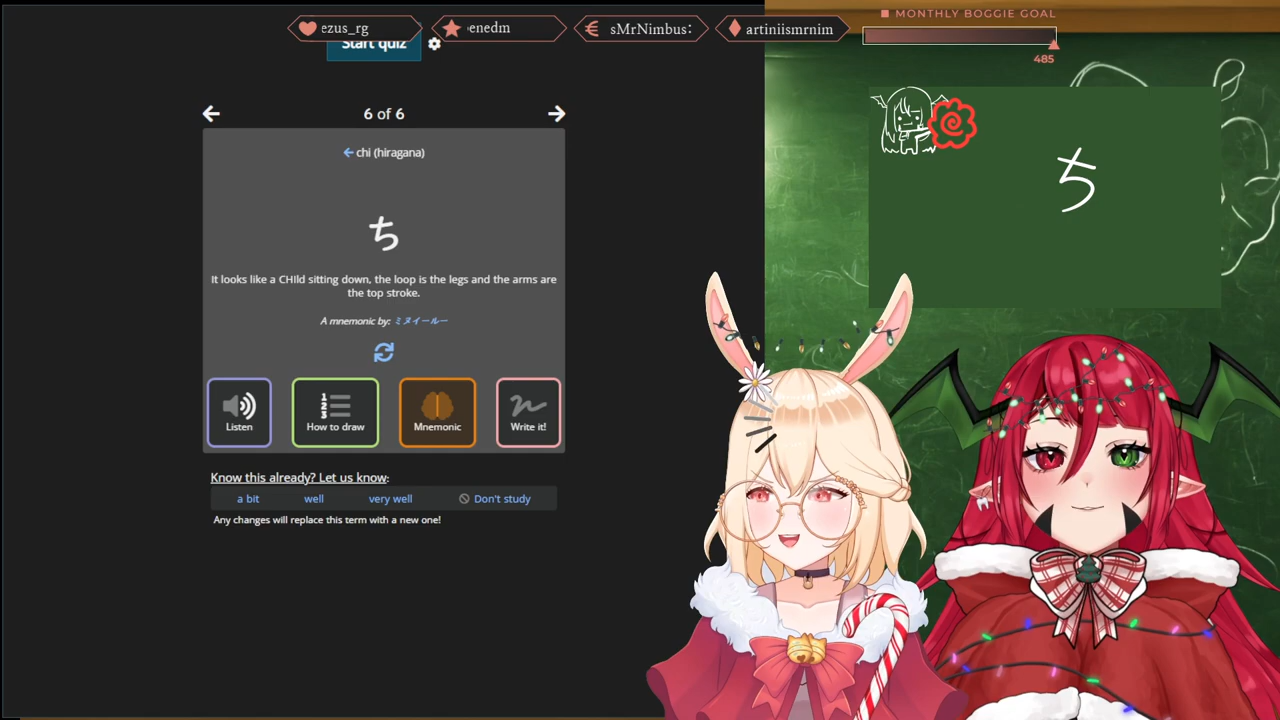 ezus_rg
enedm
sMrNimbus:
artiniismrnim
MONTHLY BOGGIE GOAL
485
Start quiz
6 of 6
chi (hiragana)
ち
It looks like a CHIld sitting down, the loop is the legs and the arms are
the top stroke.
A mnemonic by: ミヌイールー
Listen
1
2
3
How to draw
Mnemonic
Write it!
Know this already? Let us know:
a bit
well
very well
Don't study
Any changes will replace this term with a new one!
ち